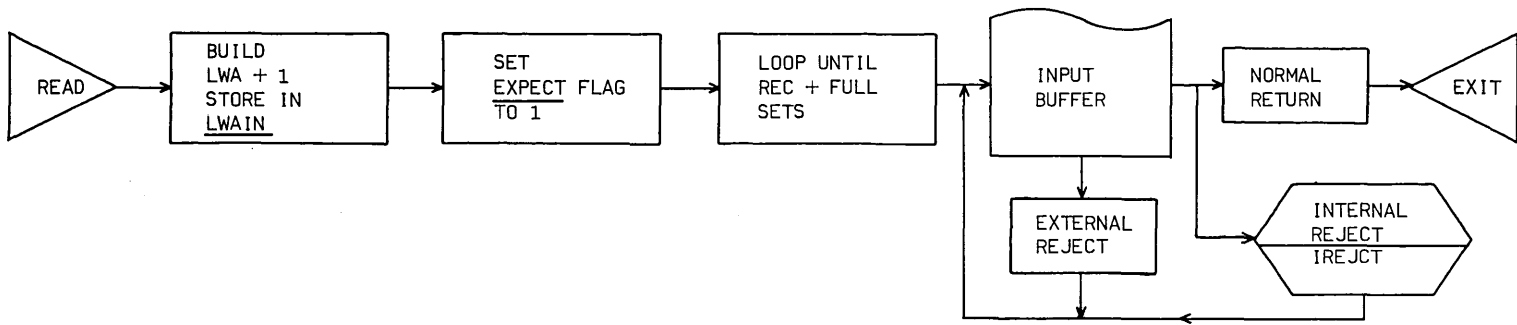 READ
BUILD
LWA + 1
STORE IN
LWAIN
SET
EXPECT FLAG
TO 1
LOOP UNTIL
REC + FULL
SETS
INPUT
BUFFER
NORMAL
RETURN
EXIT
EXTERNAL
REJECT
INTERNAL
REJECT
IREJCT